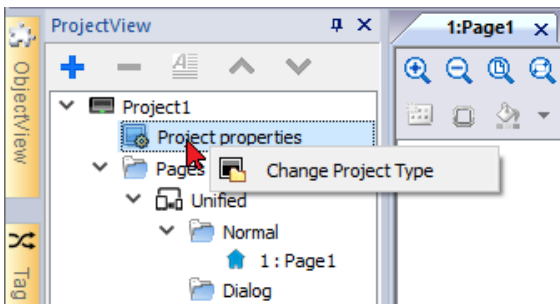 ProjectView
1:Page1
ObjectView
Project1
Project properties
Pages
Change Project Type
Unified
Normal
1 : Page1
Tag
Dialog